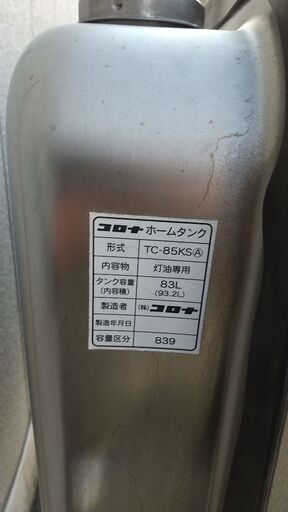 コロナ ホームタンク
形式 TC-85KSⒶ
内容物 灯油専用
タンク容量 (内容積) 83L (93.2L)
製造者 (株)コロナ
製造年月日
容量区分 839